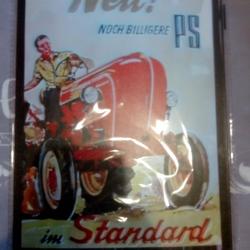 Neu!
NOCH BILLIGERE PS
im Standard